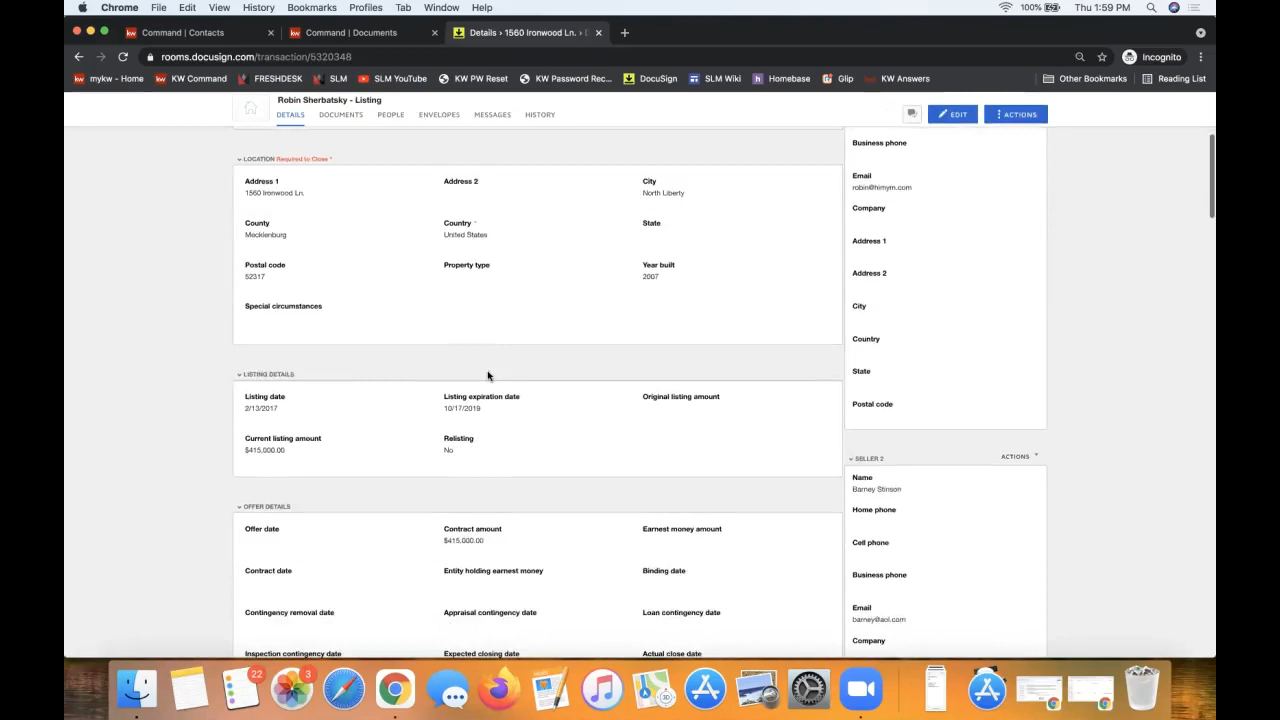 Chrome File Edit View History Bookmarks Profiles Tab Window Help 100% Thu 1:59 PM
Command | Contacts Command | Documents Details › 1560 Ironwood Ln. ›
rooms.docusign.com/transaction/5320348 Incognito
mykw - Home KW Command FRESHDESK SLM SLM YouTube KW PW Reset KW Password Rec... DocuSign SLM Wiki Homebase Glip KW Answers Other Bookmarks Reading List
Robin Sherbatsky - Listing
DETAILS DOCUMENTS PEOPLE ENVELOPES MESSAGES HISTORY EDIT ACTIONS
LOCATION Required by Close *
Address 1 Address 2 City
1560 Ironwood Ln. North Liberty
County Country * State
Mecklenburg United States
Postal code Property type Year built
52317 2007
Special circumstances
LISTING DETAILS
Listing date Listing expiration date Original listing amount
2/13/2017 10/17/2019
Current listing amount Relisting
$415,000.00 No
OFFER DETAILS
Offer date Contract amount Earnest money amount
$415,000.00
Contract date Entity holding earnest money Binding date
Contingency removal date Appraisal contingency date Loan contingency date
Inspection contingency date Expected closing date Actual close date
Business phone
Email
robin@himym.com
Company
Address 1
Address 2
City
Country
State
Postal code
SELLER 2 ACTIONS
Name
Barney Stinson
Home phone
Cell phone
Business phone
Email
barney@aol.com
Company
22 3
3D